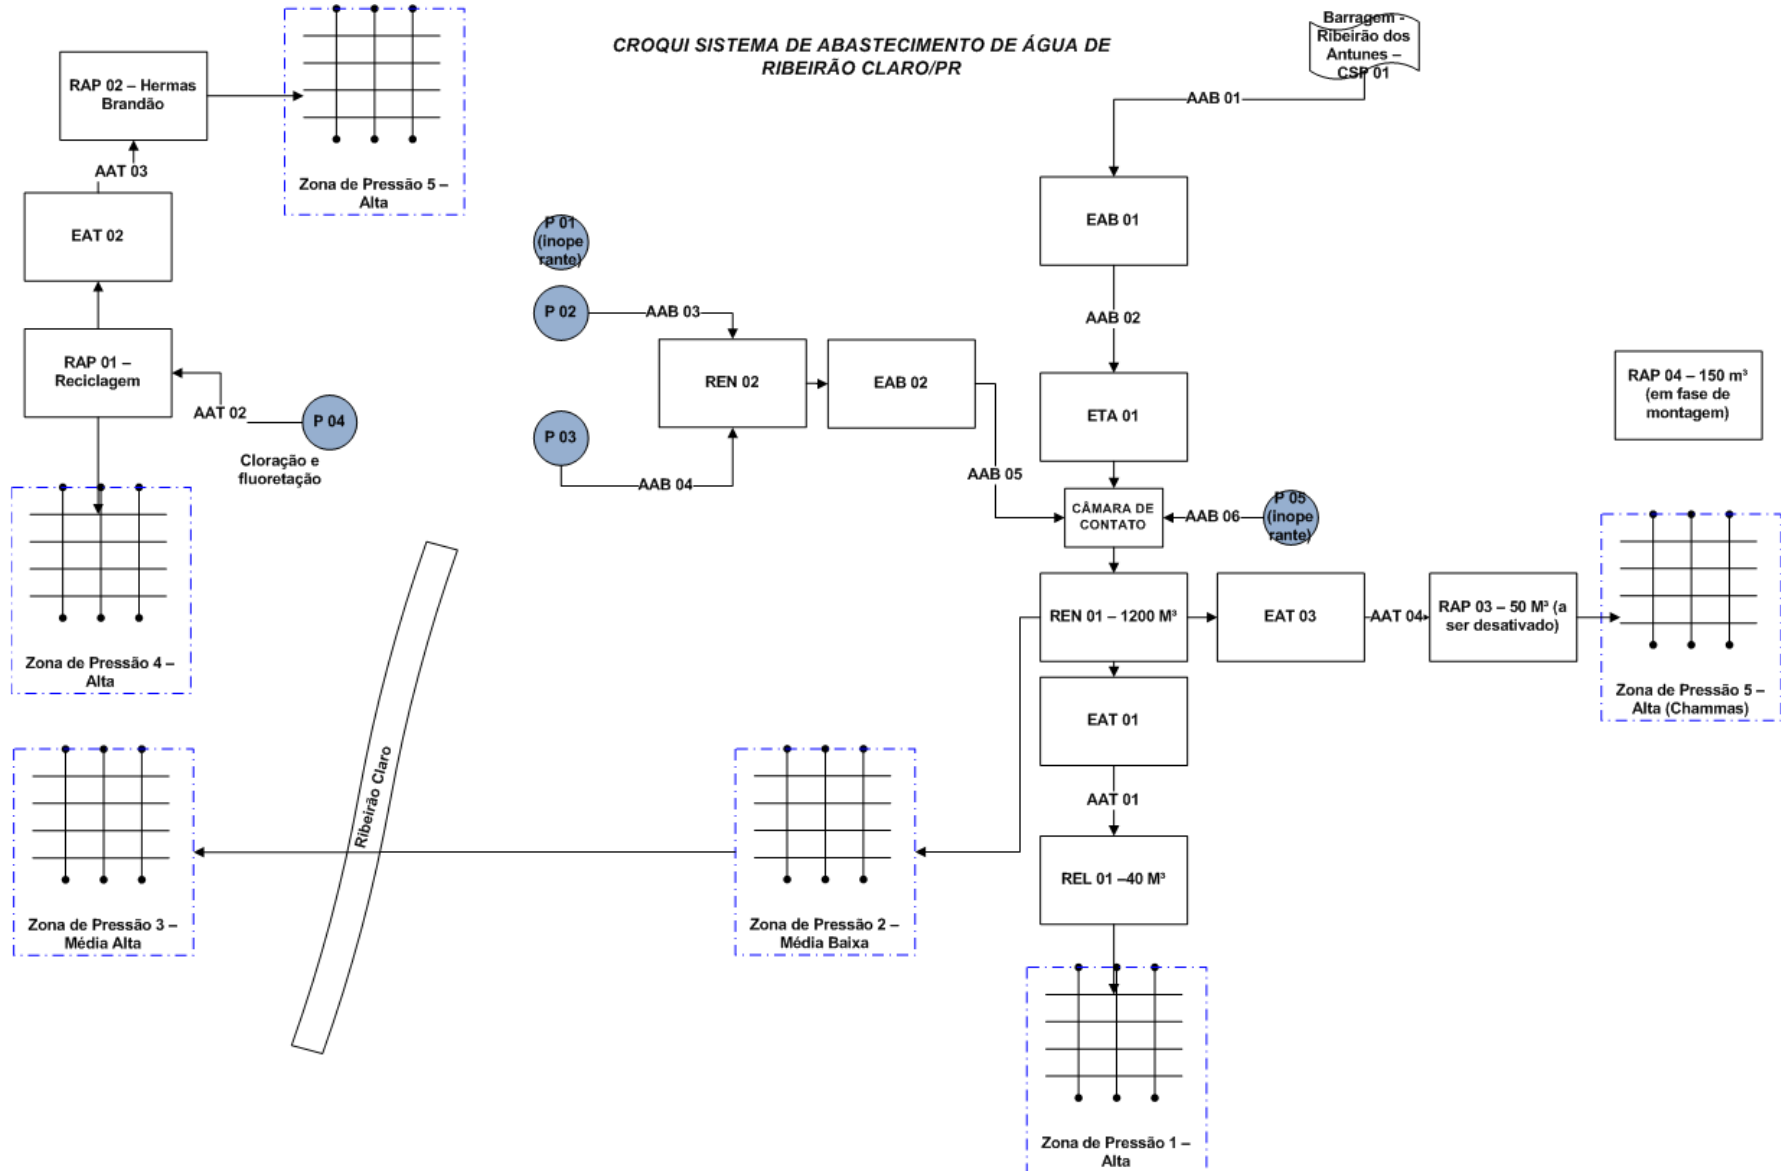 CROQUI SISTEMA DE ABASTECIMENTO DE ÁGUA DE
RIBEIRÃO CLARO/PR
Barragem -
Ribeirão dos
Antunes –
CSP 01
AAB 01
RAP 02 – Hermas
Brandão
AAT 03
Zona de Pressão 5 –
Alta
EAT 02
EAB 01
P 01
(inope
rante)
P 02
AAB 03
AAB 02
RAP 01 –
Reciclagem
AAT 02
P 04
Cloração e
fluoretação
REN 02
EAB 02
P 03
AAB 04
AAB 05
ETA 01
RAP 04 – 150 m³
(em fase de
montagem)
CÂMARA DE
CONTATO
AAB 06
P 05
(inope
rante)
REN 01 – 1200 M³
EAT 03
AAT 04
RAP 03 – 50 M³ (a
ser desativado)
Zona de Pressão 4 –
Alta
Zona de Pressão 5 –
Alta (Chammas)
EAT 01
AAT 01
Ribeirão Claro
REL 01 –40 M³
Zona de Pressão 3 –
Média Alta
Zona de Pressão 2 –
Média Baixa
Zona de Pressão 1 –
Alta